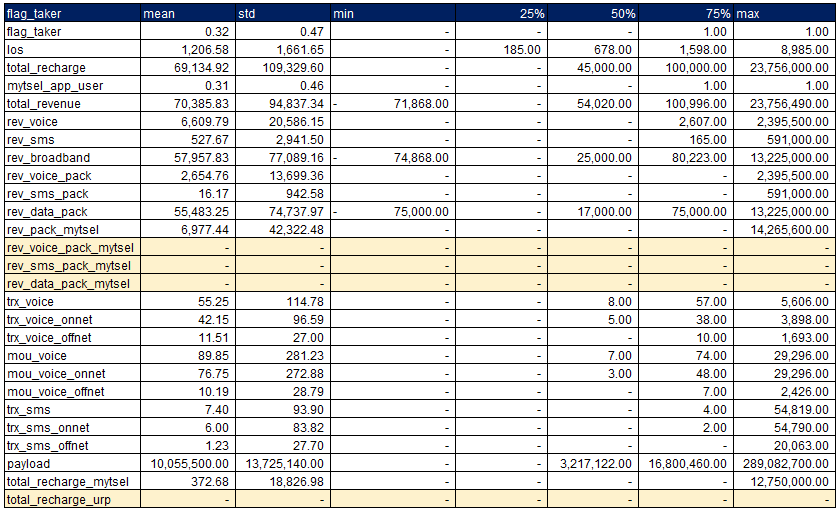 flag_taker mean std min 25% 50% 75% max
flag_taker 0.32 0.47 - - - 1.00 1.00
los 1,206.58 1,661.65 - 185.00 678.00 1,598.00 8,985.00
total_recharge 69,134.92 109,329.60 - - 45,000.00 100,000.00 23,756,000.00
mytsel_app_user 0.31 0.46 - - - 1.00 1.00
total_revenue 70,385.83 94,837.34 - 71,868.00 - 54,020.00 100,996.00 23,756,490.00
rev_voice 6,609.79 20,586.15 - - - 2,607.00 2,395,500.00
rev_sms 527.67 2,941.50 - - - 165.00 591,000.00
rev_broadband 57,957.83 77,089.16 - 74,868.00 - 25,000.00 80,223.00 13,225,000.00
rev_voice_pack 2,654.76 13,699.36 - - - - 2,395,500.00
rev_sms_pack 16.17 942.58 - - - - 591,000.00
rev_data_pack 55,483.25 74,737.97 - 75,000.00 - 17,000.00 75,000.00 13,225,000.00
rev_pack_mytsel 6,977.44 42,322.48 - - - - 14,265,600.00
rev_voice_pack_mytsel - - - - - - -
rev_sms_pack_mytsel - - - - - - -
rev_data_pack_mytsel - - - - - - -
trx_voice 55.25 114.78 - - 8.00 57.00 5,606.00
trx_voice_onnet 42.15 96.59 - - 5.00 38.00 3,898.00
trx_voice_offnet 11.51 27.00 - - - 10.00 1,693.00
mou_voice 89.85 281.23 - - 7.00 74.00 29,296.00
mou_voice_onnet 76.75 272.88 - - 3.00 48.00 29,296.00
mou_voice_offnet 10.19 28.79 - - - 7.00 2,426.00
trx_sms 7.40 93.90 - - - 4.00 54,819.00
trx_sms_onnet 6.00 83.82 - - - 2.00 54,790.00
trx_sms_offnet 1.23 27.70 - - - - 20,063.00
payload 10,055,500.00 13,725,140.00 - - 3,217,122.00 16,800,460.00 289,082,700.00
total_recharge_mytsel 372.68 18,826.98 - - - - 12,750,000.00
total_recharge_urp - - - - - - -